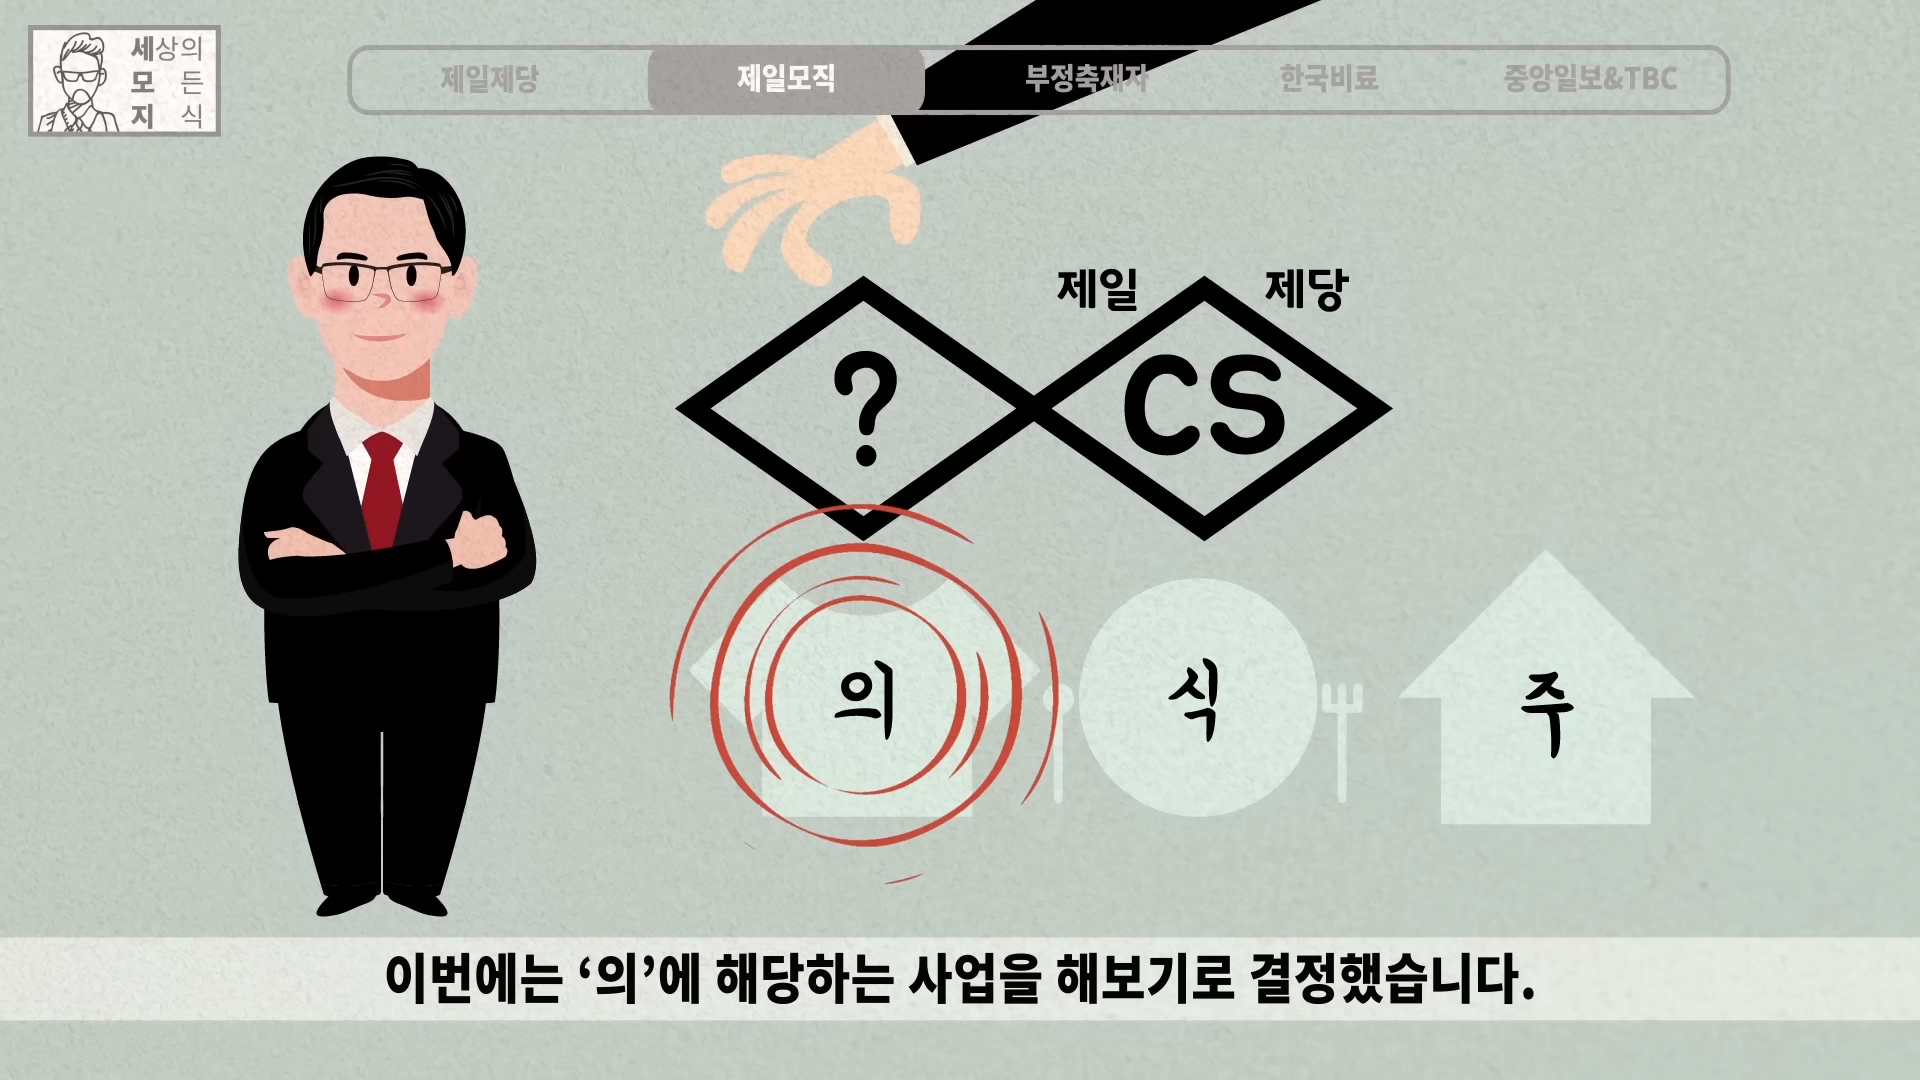 세상의
모 든
지 식
제일제당 제일모직 부정축재자 한국비료 중앙일보&TBC
제일 제당
? CS
의 식 주
이번에는 ‘의’에 해당하는 사업을 해보기로 결정했습니다.